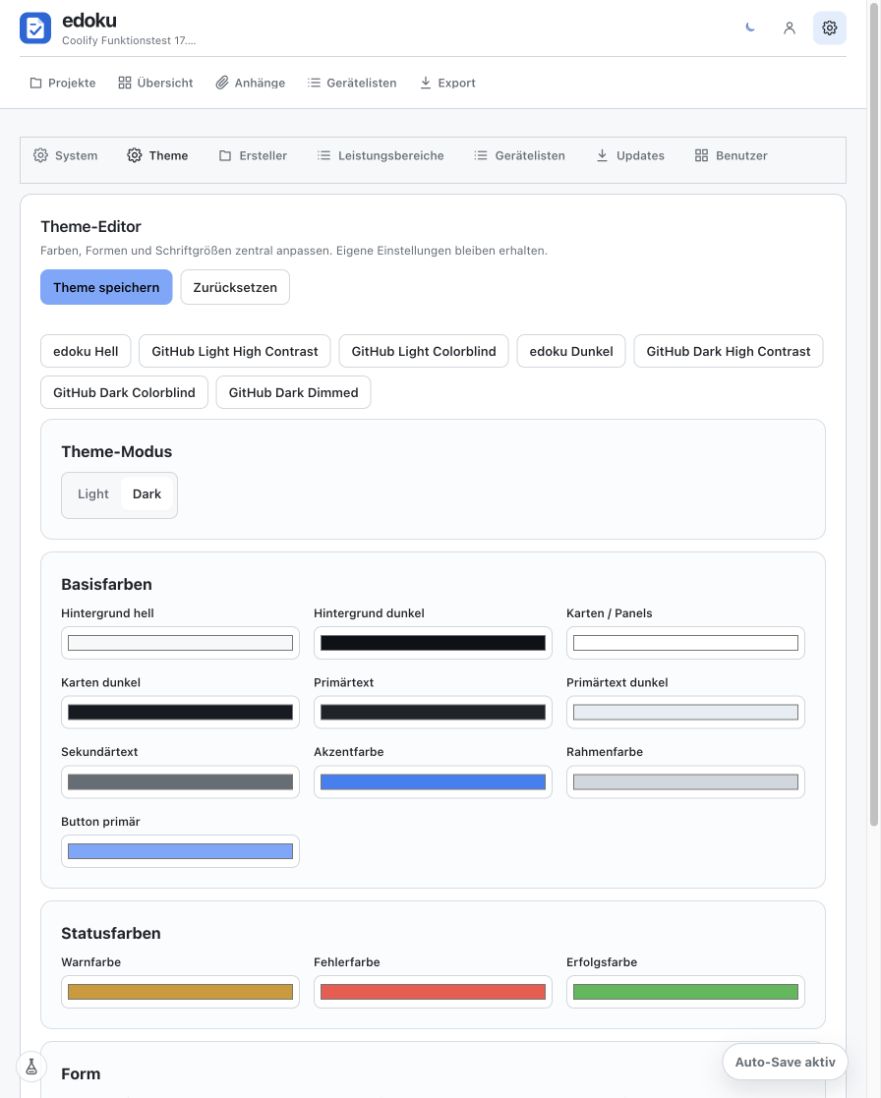 edoku
Coolify Funktionstest 17....
Projekte Übersicht Anhänge Gerätelisten Export
System Theme Ersteller Leistungsbereiche Gerätelisten Updates Benutzer
Theme-Editor
Farben, Formen und Schriftgrößen zentral anpassen. Eigene Einstellungen bleiben erhalten.
Theme speichern Zurücksetzen
edoku Hell GitHub Light High Contrast GitHub Light Colorblind edoku Dunkel GitHub Dark High Contrast
GitHub Dark Colorblind GitHub Dark Dimmed
Theme-Modus
Light Dark
Basisfarben
Hintergrund hell Hintergrund dunkel Karten / Panels
Karten dunkel Primärtext Primärtext dunkel
Sekundärtext Akzentfarbe Rahmenfarbe
Button primär
Statusfarben
Warnfarbe Fehlerfarbe Erfolgsfarbe
Auto-Save aktiv
Form